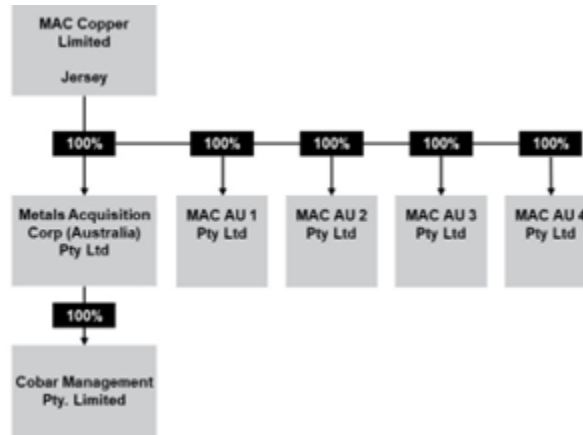 MAC Copper
Limited
Jersey
100%
100%
100%
100%
100%
Metals Acquisition
Corp (Australia)
Pty Ltd
MAC AU 1
Pty Ltd
MAC AU 2
Pty Ltd
MAC AU 3
Pty Ltd
MAC AU 4
Pty Ltd
100%
Cobar Management
Pty. Limited